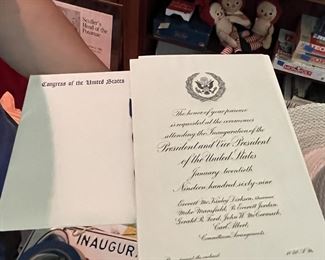 Congress of the United States
The honor of your presence
is requested at the ceremonies
attending the Inauguration of the
President and Vice President
of the United States
January twentieth
Nineteen hundred sixty-nine
Everett McKinley Dirksen, Chairman
Mike Mansfield, B. Everett Jordan,
Gerald R. Ford, John W. McCormack,
Carl Albert,
Committee on Arrangements.
INAUGURA